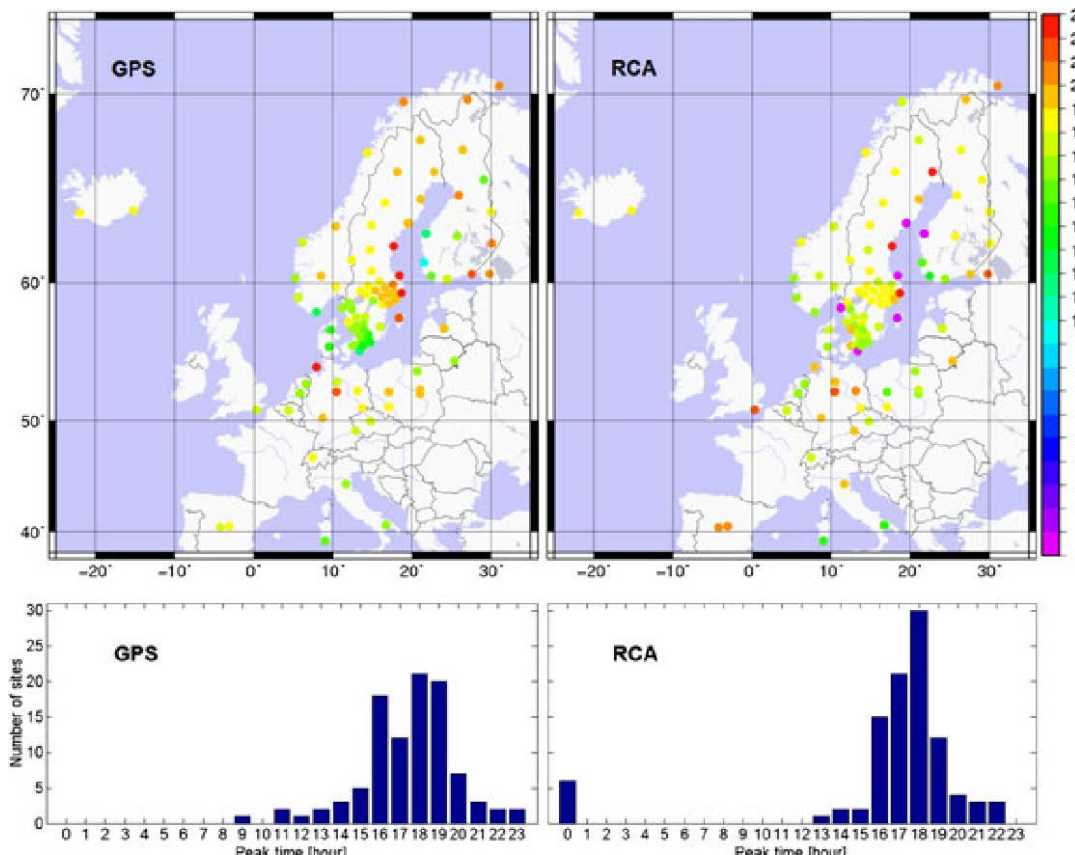 GPS
RCA
70°
60°
50°
40°
−20° −10° 0° 10° 20° 30°
−20° −10° 0° 10° 20° 30°
30
25
20
15
10
5
0
Number of sites
GPS
RCA
0 1 2 3 4 5 6 7 8 9 10 11 12 13 14 15 16 17 18 19 20 21 22 23
0 1 2 3 4 5 6 7 8 9 10 11 12 13 14 15 16 17 18 19 20 21 22 23
Peak time [hour]
Peak time [hour]